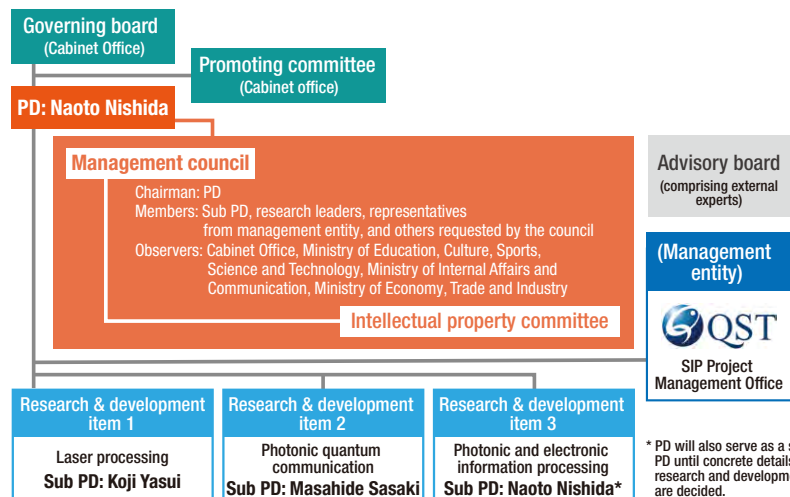 Governing board
(Cabinet Office)
Promoting committee
(Cabinet office)
PD: Naoto Nishida
Management council
Chairman: PD
Members: Sub PD, research leaders, representatives
from management entity, and others requested by the council
Observers: Cabinet Office, Ministry of Education, Culture, Sports,
Science and Technology, Ministry of Internal Affairs and
Communication, Ministry of Economy, Trade and Industry
Intellectual property committee
Advisory board
(comprising external
experts)
(Management
entity)
QST
SIP Project
Management Office
Research & development
item 1
Laser processing
Sub PD: Koji Yasui
Research & development
item 2
Photonic quantum
communication
Sub PD: Masahide Sasaki
Research & development
item 3
Photonic and electronic
information processing
Sub PD: Naoto Nishida*
* PD will also serve as a
PD until concrete
research and
are decided.